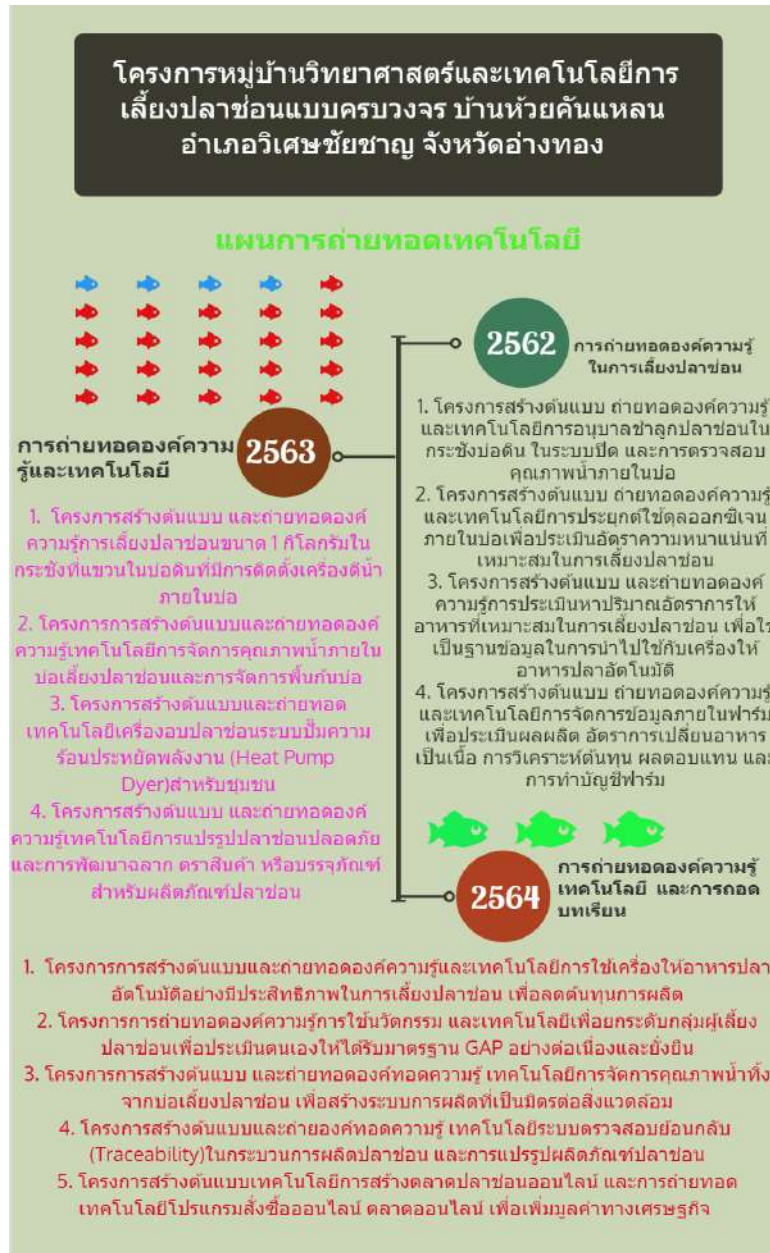 โครงการหมู่บ้านวิทยาศาสตร์และเทคโนโลยีการ
เลี้ยงปลาช่อนแบบครบวงจร บ้านห้วยคันแหลน
อำเภอวิเศษชัยชาญ จังหวัดอ่างทอง
แผนการถ่ายทอดเทคโนโลยี
2562
การถ่ายทอดองค์ความรู้
ในการเลี้ยงปลาช่อน
1. โครงการสร้างต้นแบบ ถ่ายทอดองค์ความรู้
และเทคโนโลยีการอนุบาลชำลูกปลาช่อนใน
กระชังบ่อดิน ในระบบปิด และการตรวจสอบ
คุณภาพน้ำภายในบ่อ
2. โครงการสร้างต้นแบบ ถ่ายทอดองค์ความรู้
และเทคโนโลยีการประยุกต์ใช้ดุลออกซิเจน
ภายในบ่อเพื่อประเมินอัตราความหนาแน่นที่
เหมาะสมในการเลี้ยงปลาช่อน
3. โครงการสร้างต้นแบบ และถ่ายทอดองค์
ความรู้การประเมินหาปริมาณอัตราการให้
อาหารที่เหมาะสมในการเลี้ยงปลาช่อน เพื่อใช้
เป็นฐานข้อมูลในการนำไปใช้กับเครื่องให้
อาหารปลาอัตโนมัติ
4. โครงการสร้างต้นแบบ ถ่ายทอดองค์ความรู้
และเทคโนโลยีการจัดการข้อมูลภายในฟาร์ม
เพื่อประเมินผลผลิต อัตราการเปลี่ยนอาหาร
เป็นเนื้อ การวิเคราะห์ต้นทุน ผลตอบแทน และ
การทำบัญชีฟาร์ม
การถ่ายทอดองค์ความ
รู้และเทคโนโลยี
2563
1. โครงการสร้างต้นแบบ และถ่ายทอดองค์
ความรู้การเลี้ยงปลาช่อนขนาด 1 กิโลกรัมใน
กระชังที่แขวนในบ่อดินที่มีการติดตั้งเครื่องตีน้ำ
ภายในบ่อ
2. โครงการการสร้างต้นแบบและถ่ายทอดองค์
ความรู้เทคโนโลยีการจัดการคุณภาพน้ำภายใน
บ่อเลี้ยงปลาช่อนและการจัดการพื้นก้นบ่อ
3. โครงการสร้างต้นแบบและถ่ายทอด
เทคโนโลยีเครื่องอบปลาช่อนระบบปั๊มความ
ร้อนประหยัดพลังงาน (Heat Pump
Dyer)สำหรับชุมชน
4. โครงการสร้างต้นแบบ และถ่ายทอดองค์
ความรู้เทคโนโลยีการแปรรูปปลาช่อนปลอดภัย
และการพัฒนาฉลาก ตราสินค้า หรือบรรจุภัณฑ์
สำหรับผลิตภัณฑ์ปลาช่อน
2564
การถ่ายทอดองค์ความรู้
เทคโนโลยี และการถอด
บทเรียน
1. โครงการการสร้างต้นแบบและถ่ายทอดองค์ความรู้และเทคโนโลยีการใช้เครื่องให้อาหารปลา
อัตโนมัติอย่างมีประสิทธิภาพในการเลี้ยงปลาช่อน เพื่อลดต้นทุนการผลิต
2. โครงการการถ่ายทอดองค์ความรู้การใช้นวัตกรรม และเทคโนโลยีเพื่อยกระดับกลุ่มผู้เลี้ยง
ปลาช่อนเพื่อประเมินตนเองให้ได้รับมาตรฐาน GAP อย่างต่อเนื่องและยั่งยืน
3. โครงการการสร้างต้นแบบ และถ่ายทอดองค์ทอดความรู้ เทคโนโลยีการจัดการคุณภาพน้ำทิ้ง
จากบ่อเลี้ยงปลาช่อน เพื่อสร้างระบบการผลิตที่เป็นมิตรต่อสิ่งแวดล้อม
4. โครงการสร้างต้นแบบและถ่ายองค์ทอดความรู้ เทคโนโลยีระบบตรวจสอบย้อนกลับ
(Traceability)ในกระบวนการผลิตปลาช่อน และการแปรรูปผลิตภัณฑ์ปลาช่อน
5. โครงการสร้างต้นแบบเทคโนโลยีการสร้างตลาดปลาช่อนออนไลน์ และการถ่ายทอด
เทคโนโลยีโปรแกรมสั่งซื้อออนไลน์ ตลาดออนไลน์ เพื่อเพิ่มมูลค่าทางเศรษฐกิจ